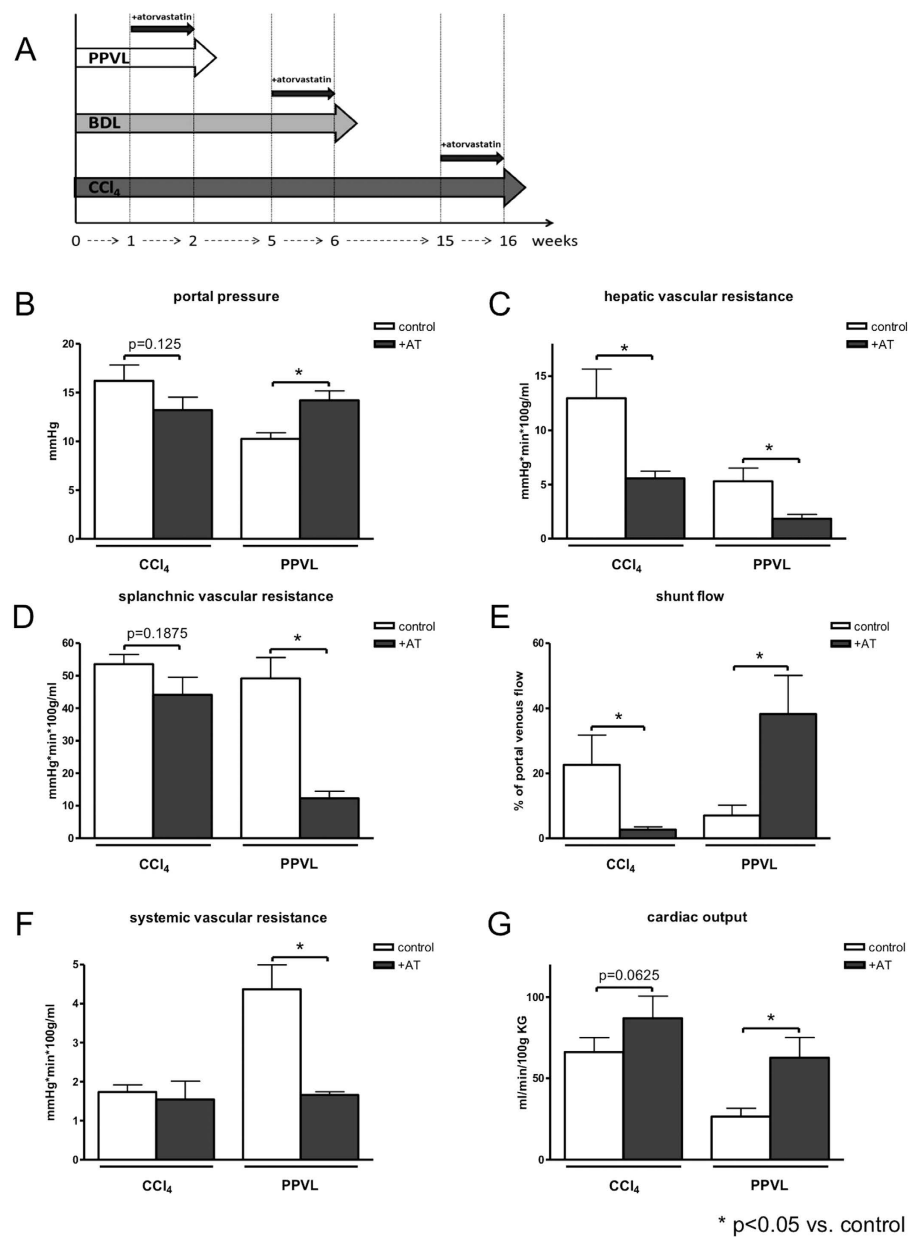 A
+atorvastatin
PPVL
+atorvastatin
BDL
+atorvastatin
CCl₄
0 ----> 1 ----> 2 ----> 5 ----> 6 ----> 15 ----> 16 weeks
B
portal pressure
control
+AT
p=0.125
*
20
15
10
5
0
mmHg
CCl₄ PPVL
C
hepatic vascular resistance
control
+AT
*
*
15
10
5
0
mmHg*min*100g/ml
CCl₄ PPVL
D
splanchnic vascular resistance
control
+AT
p=0.1875
*
60
50
40
30
20
10
0
mmHg*min*100g/ml
CCl₄ PPVL
E
shunt flow
control
+AT
*
*
60
40
20
0
% of portal venous flow
CCl₄ PPVL
F
systemic vascular resistance
control
+AT
*
5
4
3
2
1
0
mmHg*min*100g/ml
CCl₄ PPVL
G
cardiac output
control
+AT
p=0.0625
*
100
50
0
ml/min/100g KG
CCl₄ PPVL
* p<0.05 vs. control